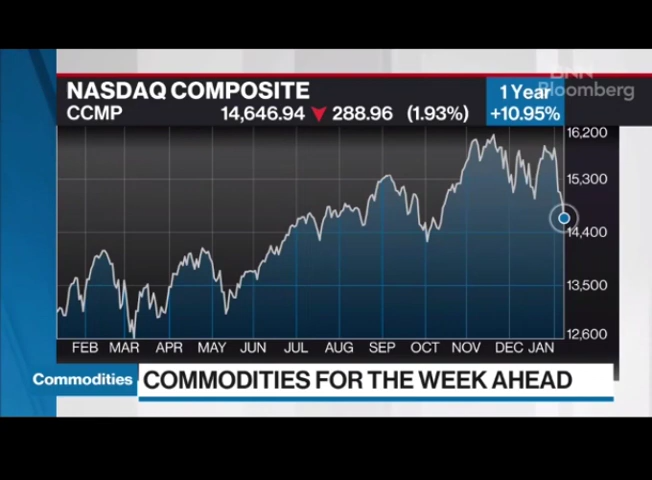 BNN
Bloomberg
NASDAQ COMPOSITE
CCMP 14,646.94 ▼ 288.96 (1.93%)
1 Year
+10.95%
16,200
15,300
14,400
13,500
12,600
FEB MAR APR MAY JUN JUL AUG SEP OCT NOV DEC JAN
Commodities
COMMODITIES FOR THE WEEK AHEAD